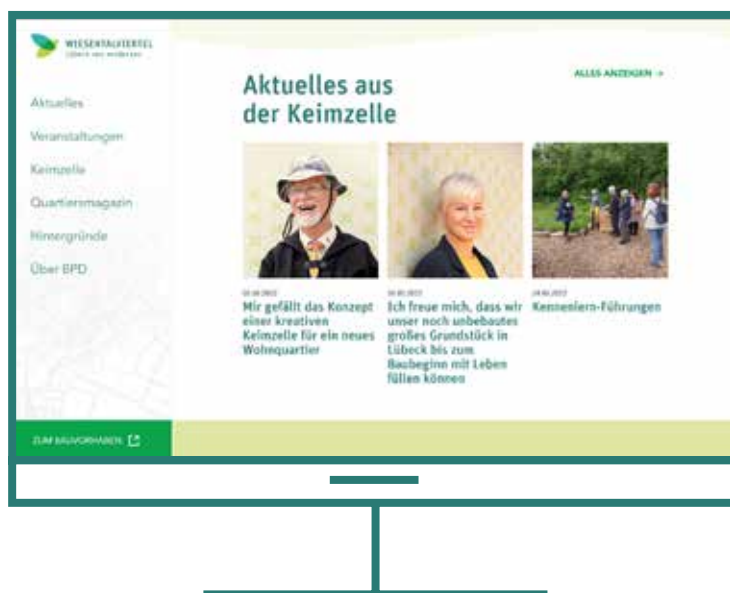 WIESENTALVIERTEL
Aktuelles
Veranstaltungen
Keimzelle
Quartiersmagazin
Hintergründe
Über BPD
ZUM BAUVORHABEN
Aktuelles aus
der Keimzelle
ALLES ANZEIGEN →
Mir gefällt das Konzept
einer kreativen
Keimzelle für ein neues
Wohnquartier
Ich freue mich, dass wir
unser noch unbebautes
großes Grundstück in
Lübeck bis zum
Baubeginn mit Leben
füllen können
Kennenlern-Führungen